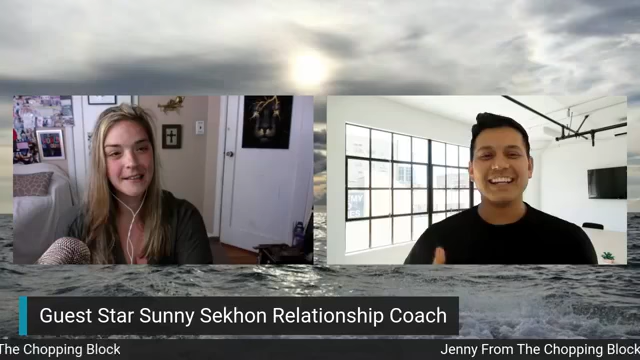 Guest Star Sunny Sekhon Relationship Coach
The Chopping Block
Jenny From The Chopping Block